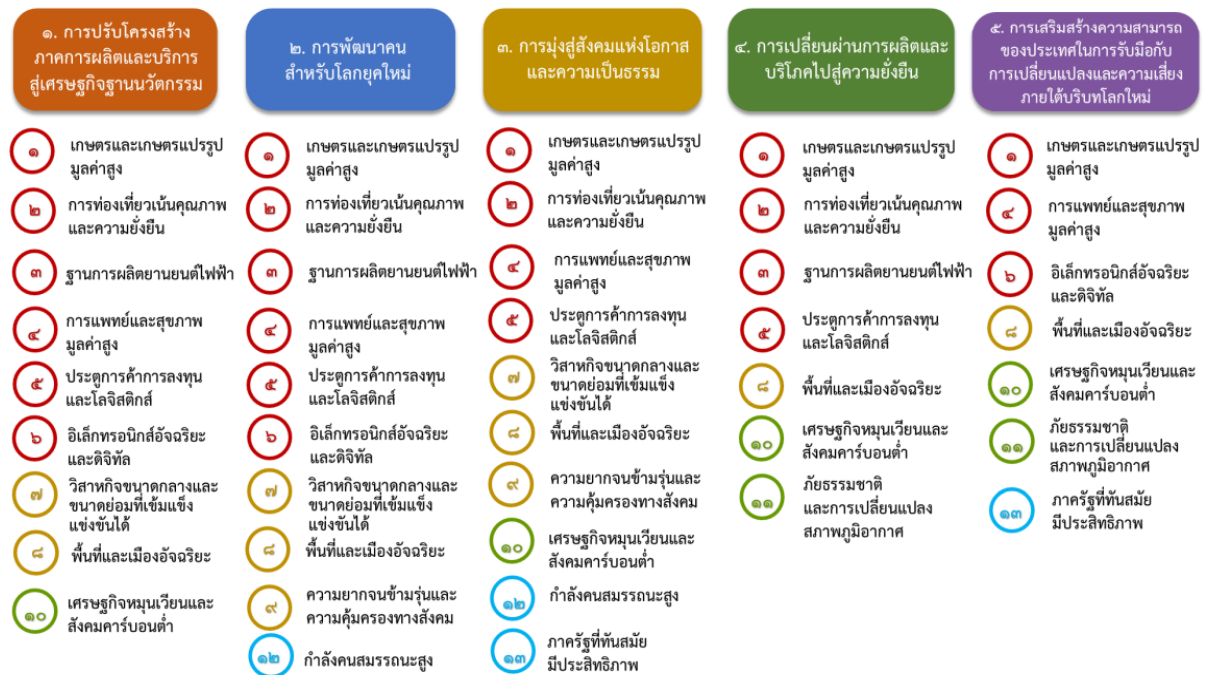 ๑. การปรับโครงสร้าง
ภาคการผลิตและบริการ
สู่เศรษฐกิจฐานนวัตกรรม
๑
เกษตรและเกษตรแปรรูป
มูลค่าสูง
๒
การท่องเที่ยวเน้นคุณภาพ
และความยั่งยืน
๓
ฐานการผลิตยานยนต์ไฟฟ้า
๔
การแพทย์และสุขภาพ
มูลค่าสูง
๕
ประตูการค้าการลงทุน
และโลจิสติกส์
๖
อิเล็กทรอนิกส์อัจฉริยะ
และดิจิทัล
๗
วิสาหกิจขนาดกลางและ
ขนาดย่อมที่เข้มแข็ง
แข่งขันได้
๘
พื้นที่และเมืองอัจฉริยะ
๑๐
เศรษฐกิจหมุนเวียนและ
สังคมคาร์บอนต่ำ
๒. การพัฒนาคน
สำหรับโลกยุคใหม่
๑
เกษตรและเกษตรแปรรูป
มูลค่าสูง
๒
การท่องเที่ยวเน้นคุณภาพ
และความยั่งยืน
๓
ฐานการผลิตยานยนต์ไฟฟ้า
๔
การแพทย์และสุขภาพ
มูลค่าสูง
๕
ประตูการค้าการลงทุน
และโลจิสติกส์
๖
อิเล็กทรอนิกส์อัจฉริยะ
และดิจิทัล
๗
วิสาหกิจขนาดกลางและ
ขนาดย่อมที่เข้มแข็ง
แข่งขันได้
๘
พื้นที่และเมืองอัจฉริยะ
๙
ความยากจนข้ามรุ่นและ
ความคุ้มครองทางสังคม
๑๒
กำลังคนสมรรถนะสูง
๓. การมุ่งสู่สังคมแห่งโอกาส
และความเป็นธรรม
๑
เกษตรและเกษตรแปรรูป
มูลค่าสูง
๒
การท่องเที่ยวเน้นคุณภาพ
และความยั่งยืน
๔
การแพทย์และสุขภาพ
มูลค่าสูง
๕
ประตูการค้าการลงทุน
และโลจิสติกส์
๗
วิสาหกิจขนาดกลางและ
ขนาดย่อมที่เข้มแข็ง
แข่งขันได้
๘
พื้นที่และเมืองอัจฉริยะ
๙
ความยากจนข้ามรุ่นและ
ความคุ้มครองทางสังคม
๑๐
เศรษฐกิจหมุนเวียนและ
สังคมคาร์บอนต่ำ
๑๒
กำลังคนสมรรถนะสูง
๑๓
ภาครัฐที่ทันสมัย
มีประสิทธิภาพ
๔. การเปลี่ยนผ่านการผลิตและ
บริโภคไปสู่ความยั่งยืน
๑
เกษตรและเกษตรแปรรูป
มูลค่าสูง
๒
การท่องเที่ยวเน้นคุณภาพ
และความยั่งยืน
๓
ฐานการผลิตยานยนต์ไฟฟ้า
๕
ประตูการค้าการลงทุน
และโลจิสติกส์
๘
พื้นที่และเมืองอัจฉริยะ
๑๐
เศรษฐกิจหมุนเวียนและ
สังคมคาร์บอนต่ำ
๑๑
ภัยธรรมชาติ
และการเปลี่ยนแปลง
สภาพภูมิอากาศ
๕. การเสริมสร้างความสามารถ
ของประเทศในการรับมือกับ
การเปลี่ยนแปลงและความเสี่ยง
ภายใต้บริบทโลกใหม่
๑
เกษตรและเกษตรแปรรูป
มูลค่าสูง
๔
การแพทย์และสุขภาพ
มูลค่าสูง
๖
อิเล็กทรอนิกส์อัจฉริยะ
และดิจิทัล
๘
พื้นที่และเมืองอัจฉริยะ
๑๐
เศรษฐกิจหมุนเวียนและ
สังคมคาร์บอนต่ำ
๑๑
ภัยธรรมชาติ
และการเปลี่ยนแปลง
สภาพภูมิอากาศ
๑๓
ภาครัฐที่ทันสมัย
มีประสิทธิภาพ